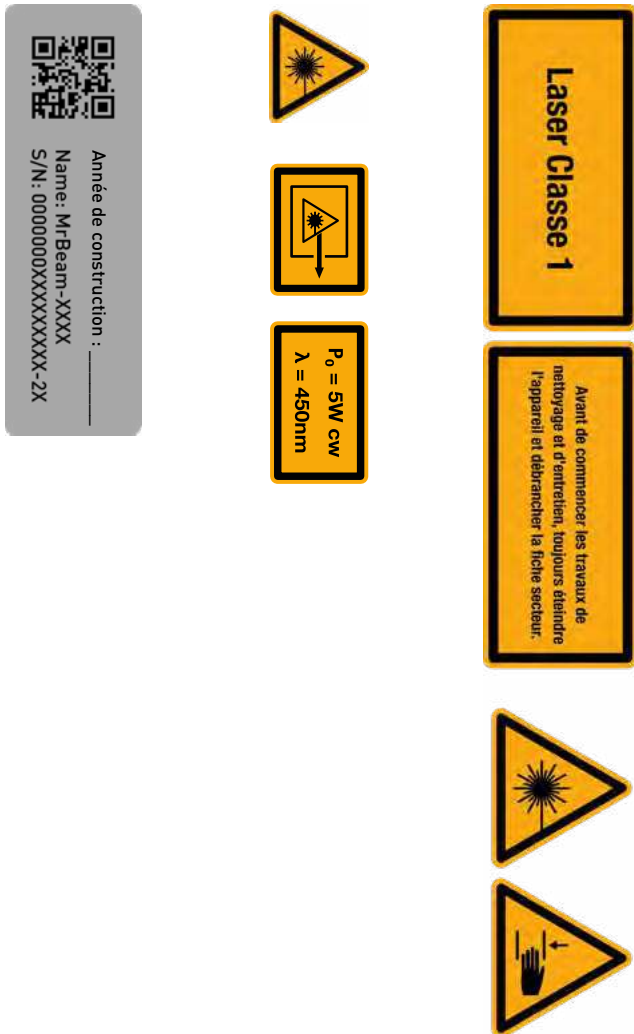 Laser Classe 1
Avant de commencer les travaux de
nettoyage et d'entretien, toujours éteindre
l'appareil et débrancher la fiche secteur.
P₀ = 5W cw
λ = 450nm
Année de construction : ________
Name: MrBeam-XXXX
S/N: 0000000XXXXXXXXX-2X